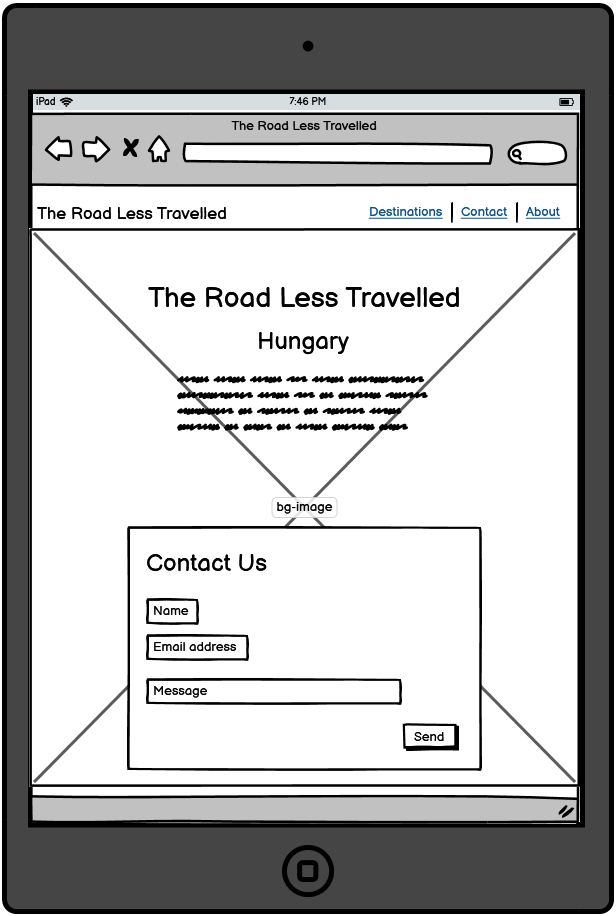 iPad 7:46 PM
The Road Less Travelled
The Road Less Travelled Destinations Contact About
The Road Less Travelled
Hungary
bg-image
Contact Us
Name
Email address
Message
Send